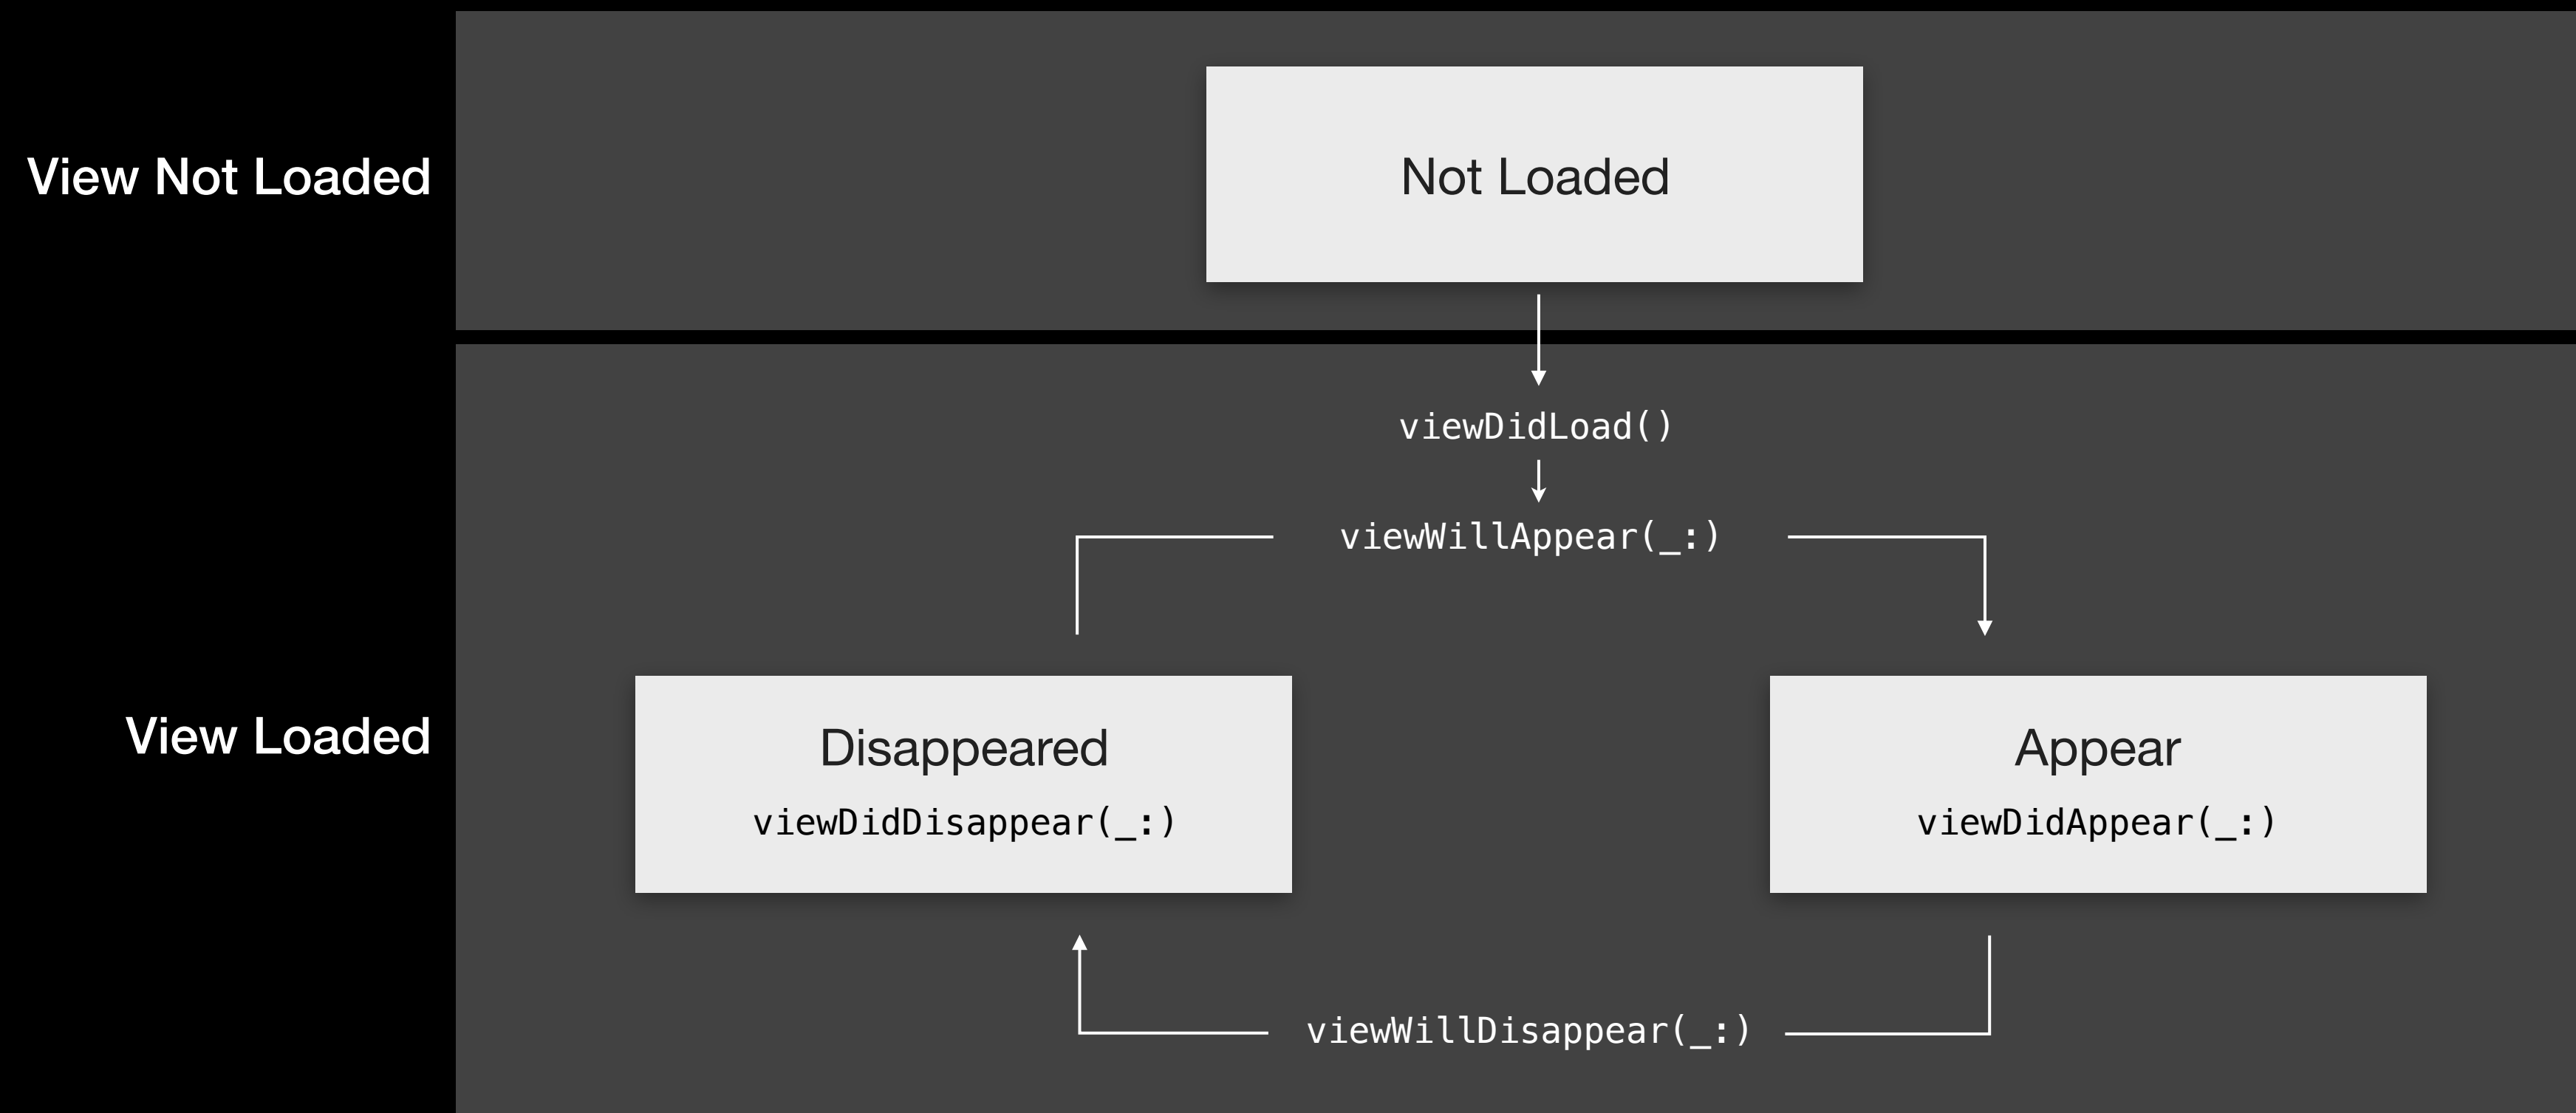 View Not Loaded
Not Loaded
viewDidLoad()
viewWillAppear(_:)
View Loaded
Disappeared
viewDidDisappear(_:)
Appear
viewDidAppear(_:)
viewWillDisappear(_:)